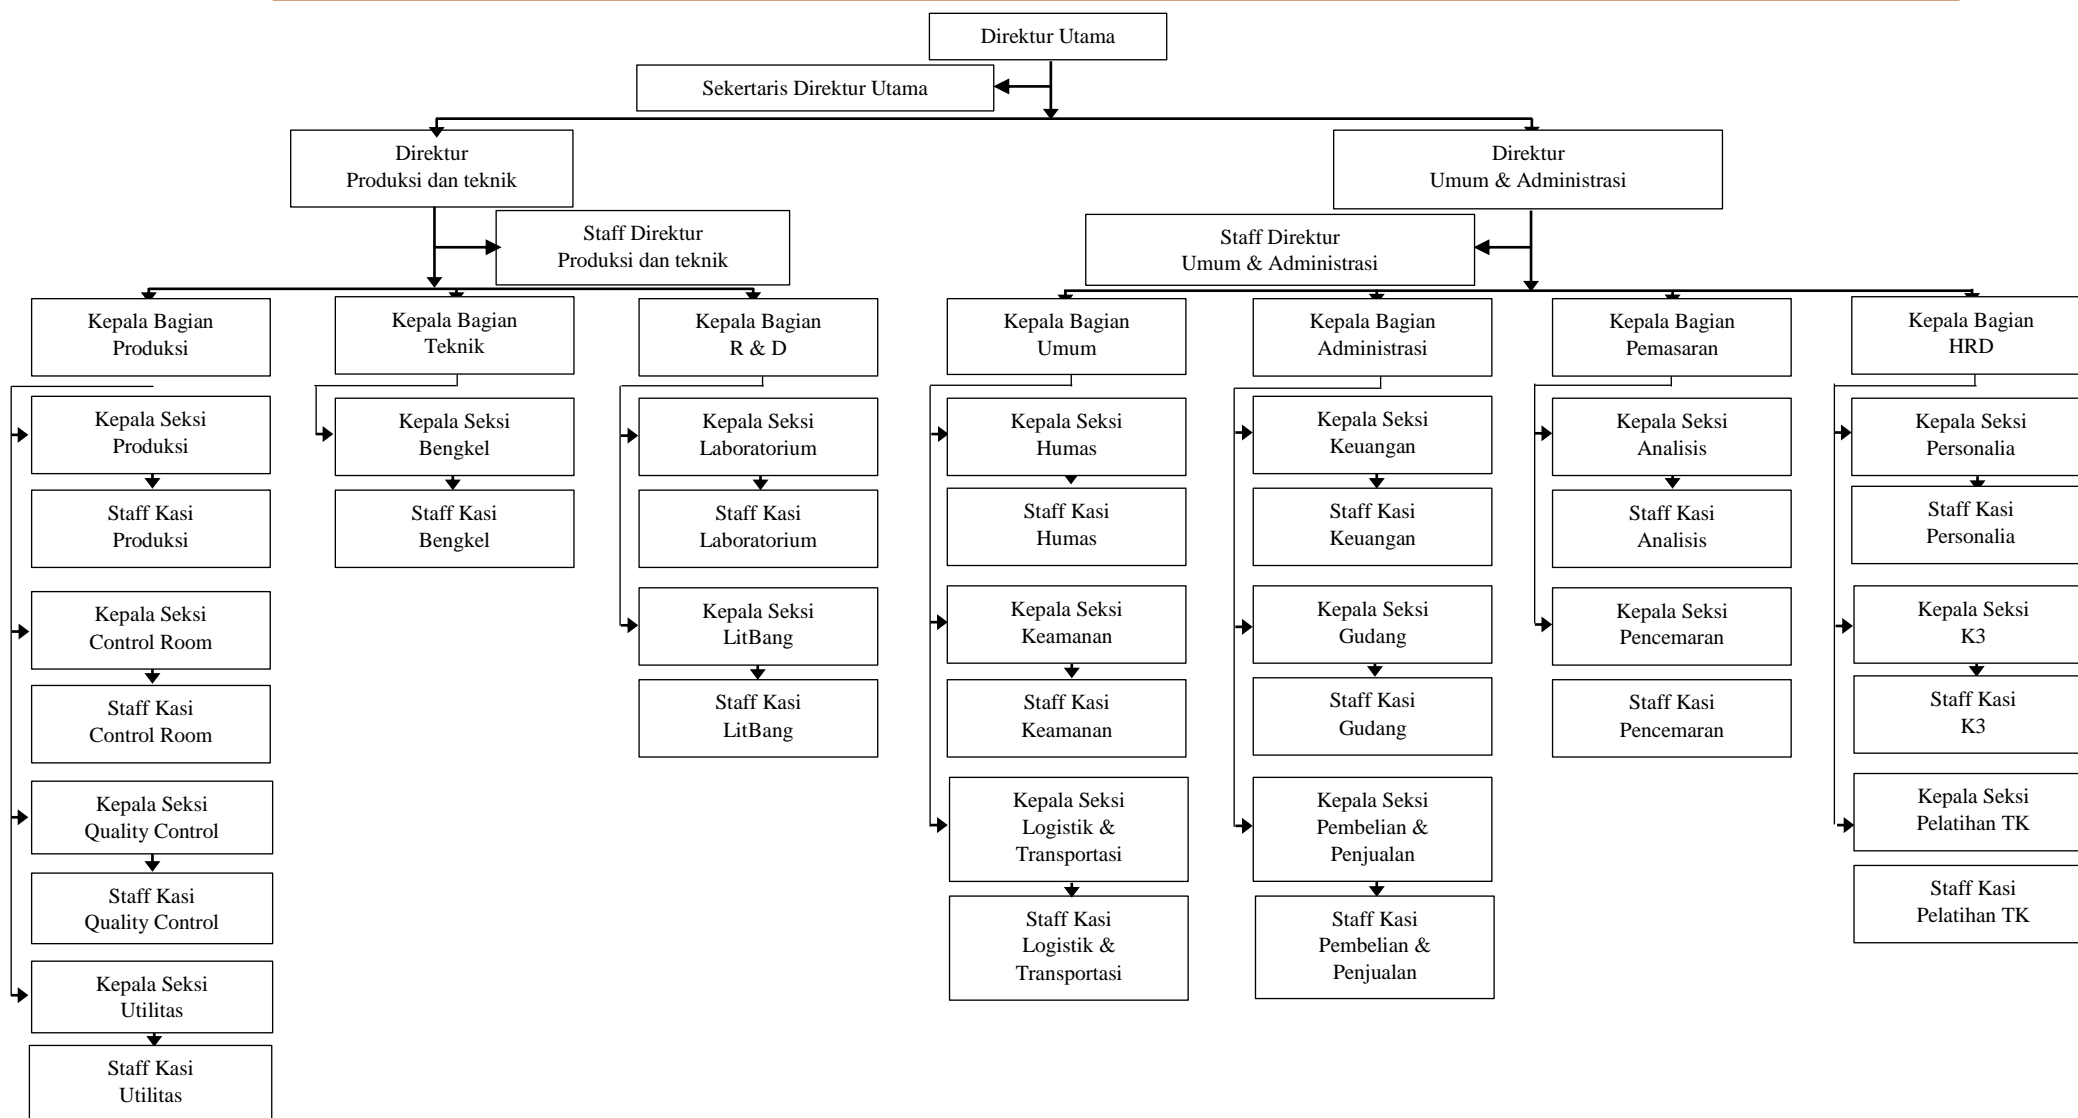 Direktur Utama
Sekertaris Direktur Utama
Direktur
Produksi dan teknik
Direktur
Umum & Administrasi
Staff Direktur
Produksi dan teknik
Staff Direktur
Umum & Administrasi
Kepala Bagian
Produksi
Kepala Bagian
Teknik
Kepala Bagian
R & D
Kepala Bagian
Umum
Kepala Bagian
Administrasi
Kepala Bagian
Pemasaran
Kepala Bagian
HRD
Kepala Seksi
Produksi
Staff Kasi
Produksi
Kepala Seksi
Control Room
Staff Kasi
Control Room
Kepala Seksi
Quality Control
Staff Kasi
Quality Control
Kepala Seksi
Utilitas
Staff Kasi
Utilitas
Kepala Seksi
Bengkel
Staff Kasi
Bengkel
Kepala Seksi
Laboratorium
Staff Kasi
Laboratorium
Kepala Seksi
LitBang
Staff Kasi
LitBang
Kepala Seksi
Humas
Staff Kasi
Humas
Kepala Seksi
Keamanan
Staff Kasi
Keamanan
Kepala Seksi
Logistik &
Transportasi
Staff Kasi
Logistik &
Transportasi
Kepala Seksi
Keuangan
Staff Kasi
Keuangan
Kepala Seksi
Gudang
Staff Kasi
Gudang
Kepala Seksi
Pembelian &
Penjualan
Staff Kasi
Pembelian &
Penjualan
Kepala Seksi
Analisis
Staff Kasi
Analisis
Kepala Seksi
Pencemaran
Staff Kasi
Pencemaran
Kepala Seksi
Personalia
Staff Kasi
Personalia
Kepala Seksi
K3
Staff Kasi
K3
Kepala Seksi
Pelatihan TK
Staff Kasi
Pelatihan TK